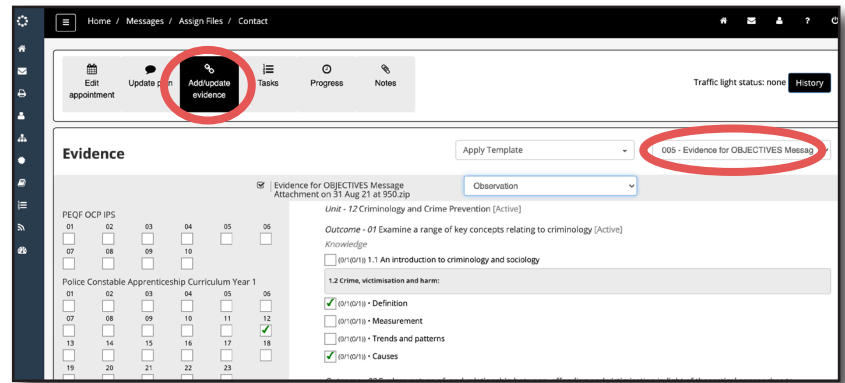 Home / Messages / Assign Files / Contact
Edit appointment
Update plan
Add/update evidence
Tasks
Progress
Notes
Traffic light status: none
History
Evidence
Apply Template
005 - Evidence for OBJECTIVES Messag
Evidence for OBJECTIVES Message
Attachment on 31 Aug 21 at 950.zip
Observation
PEQF OCP IPS
01 02 03 04 05 06
07 08 09 10
Police Constable Apprenticeship Curriculum Year 1
01 02 03 04 05 06
07 08 09 10 11 12
13 14 15 16 17 18
19 20 21 22 23
Unit - 12 Criminology and Crime Prevention [Active]
Outcome - 01 Examine a range of key concepts relating to criminology [Active]
Knowledge
(0/1(0/1)) 1.1 An introduction to criminology and sociology
1.2 Crime, victimisation and harm:
(0/1(0/1)) • Definition
(0/1(0/1)) • Measurement
(0/1(0/1)) • Trends and patterns
(0/1(0/1)) • Causes